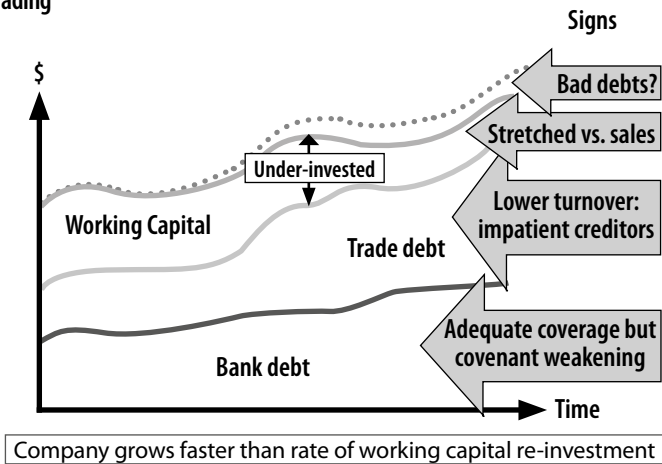 Signs
$
Bad debts?
Stretched vs. sales
Under-invested
Lower turnover:
impatient creditors
Working Capital
Trade debt
Adequate coverage but
covenant weakening
Bank debt
Time
Company grows faster than rate of working capital re-investment